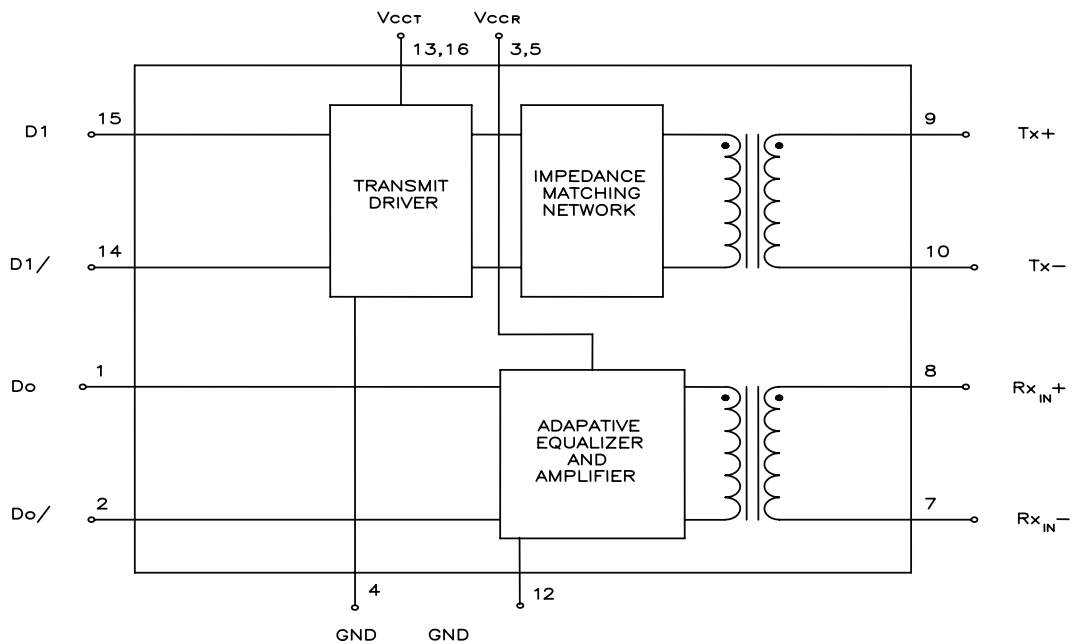 VCCT VCCR
13,16 3,5
D1 15 9 Tx+
TRANSMIT
DRIVER
IMPEDANCE
MATCHING
NETWORK
D1/ 14 10 Tx–
Do 1 8 RxIN+
ADAPATIVE
EQUALIZER
AND
AMPLIFIER
Do/ 2 7 RxIN–
4 12
GND GND